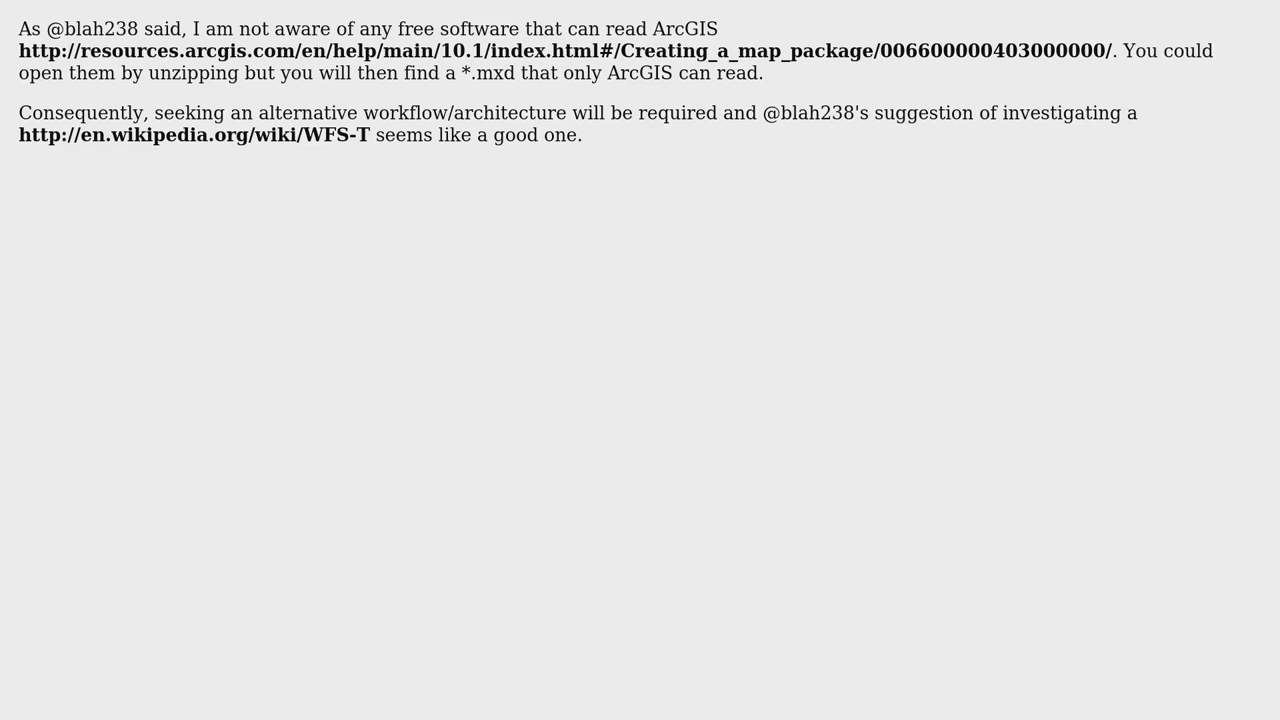 As @blah238 said, I am not aware of any free software that can read ArcGIS
http://resources.arcgis.com/en/help/main/10.1/index.html#/Creating_a_map_package/006600000403000000/. You could
open them by unzipping but you will then find a *.mxd that only ArcGIS can read.
Consequently, seeking an alternative workflow/architecture will be required and @blah238's suggestion of investigating a
http://en.wikipedia.org/wiki/WFS-T seems like a good one.